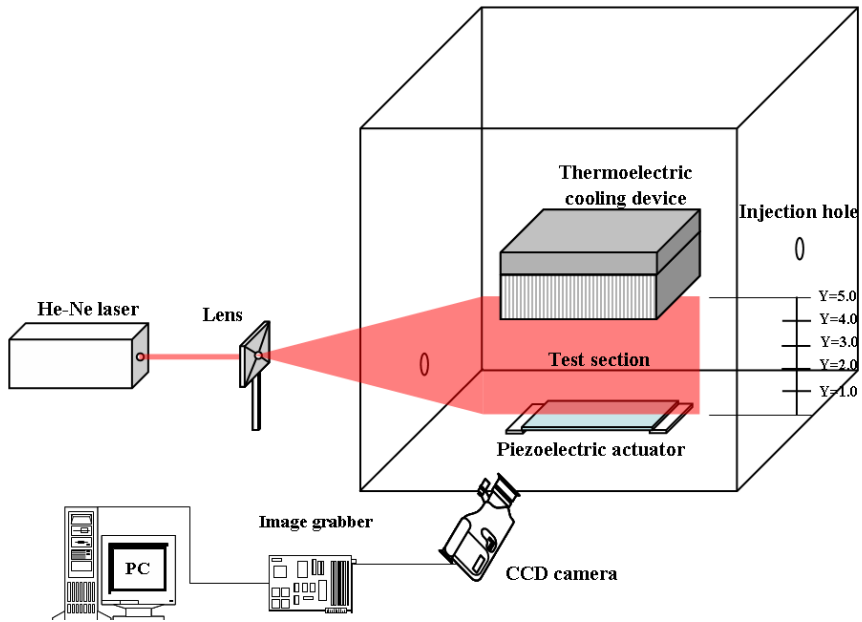 Thermoelectric
cooling device
Injection hole
He-Ne laser
Lens
Y=5.0
Y=4.0
Y=3.0
Test section
Y=2.0
Y=1.0
Piezoelectric actuator
Image grabber
PC
CCD camera